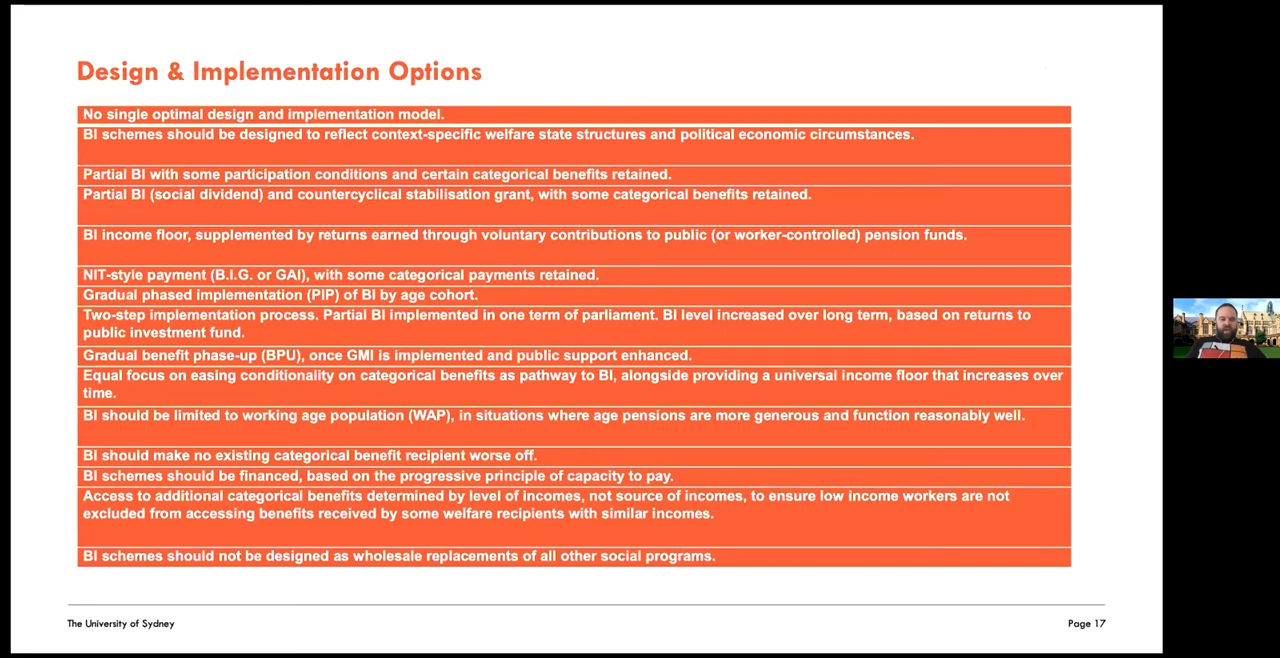 Design & Implementation Options
No single optimal design and implementation model.
BI schemes should be designed to reflect context-specific welfare state structures and political economic circumstances.
Partial BI with some participation conditions and certain categorical benefits retained.
Partial BI (social dividend) and countercyclical stabilisation grant, with some categorical benefits retained.
BI income floor, supplemented by returns earned through voluntary contributions to public (or worker-controlled) pension funds.
NIT-style payment (B.I.G. or GAI), with some categorical payments retained.
Gradual phased implementation (PIP) of BI by age cohort.
Two-step implementation process. Partial BI implemented in one term of parliament. BI level increased over long term, based on returns to
public investment fund.
Gradual benefit phase-up (BPU), once GMI is implemented and public support enhanced.
Equal focus on easing conditionality on categorical benefits as pathway to BI, alongside providing a universal income floor that increases over
time.
BI should be limited to working age population (WAP), in situations where age pensions are more generous and function reasonably well.
BI should make no existing categorical benefit recipient worse off.
BI schemes should be financed, based on the progressive principle of capacity to pay.
Access to additional categorical benefits determined by level of incomes, not source of incomes, to ensure low income workers are not
excluded from accessing benefits received by some welfare recipients with similar incomes.
BI schemes should not be designed as wholesale replacements of all other social programs.
The University of Sydney
Page 17